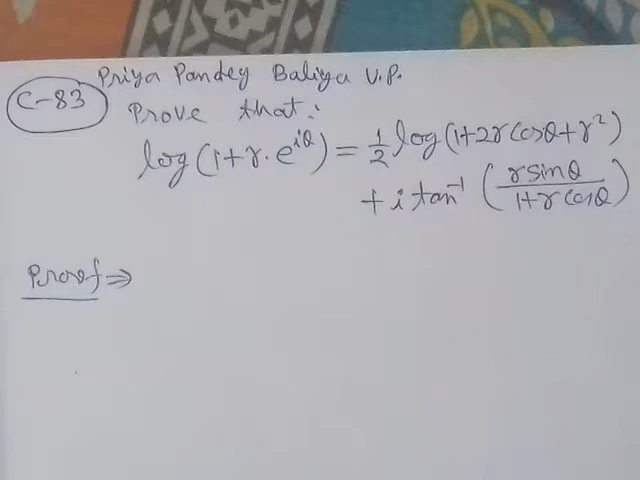 Priya Pandey Baliya U.P.
C-83
Prove that:
log(1+r.e^{iθ}) = 1/2 log(1+2r cosθ+r²)
+ i tan⁻¹ (r sinθ / 1+r cosθ)
Proof ⇒